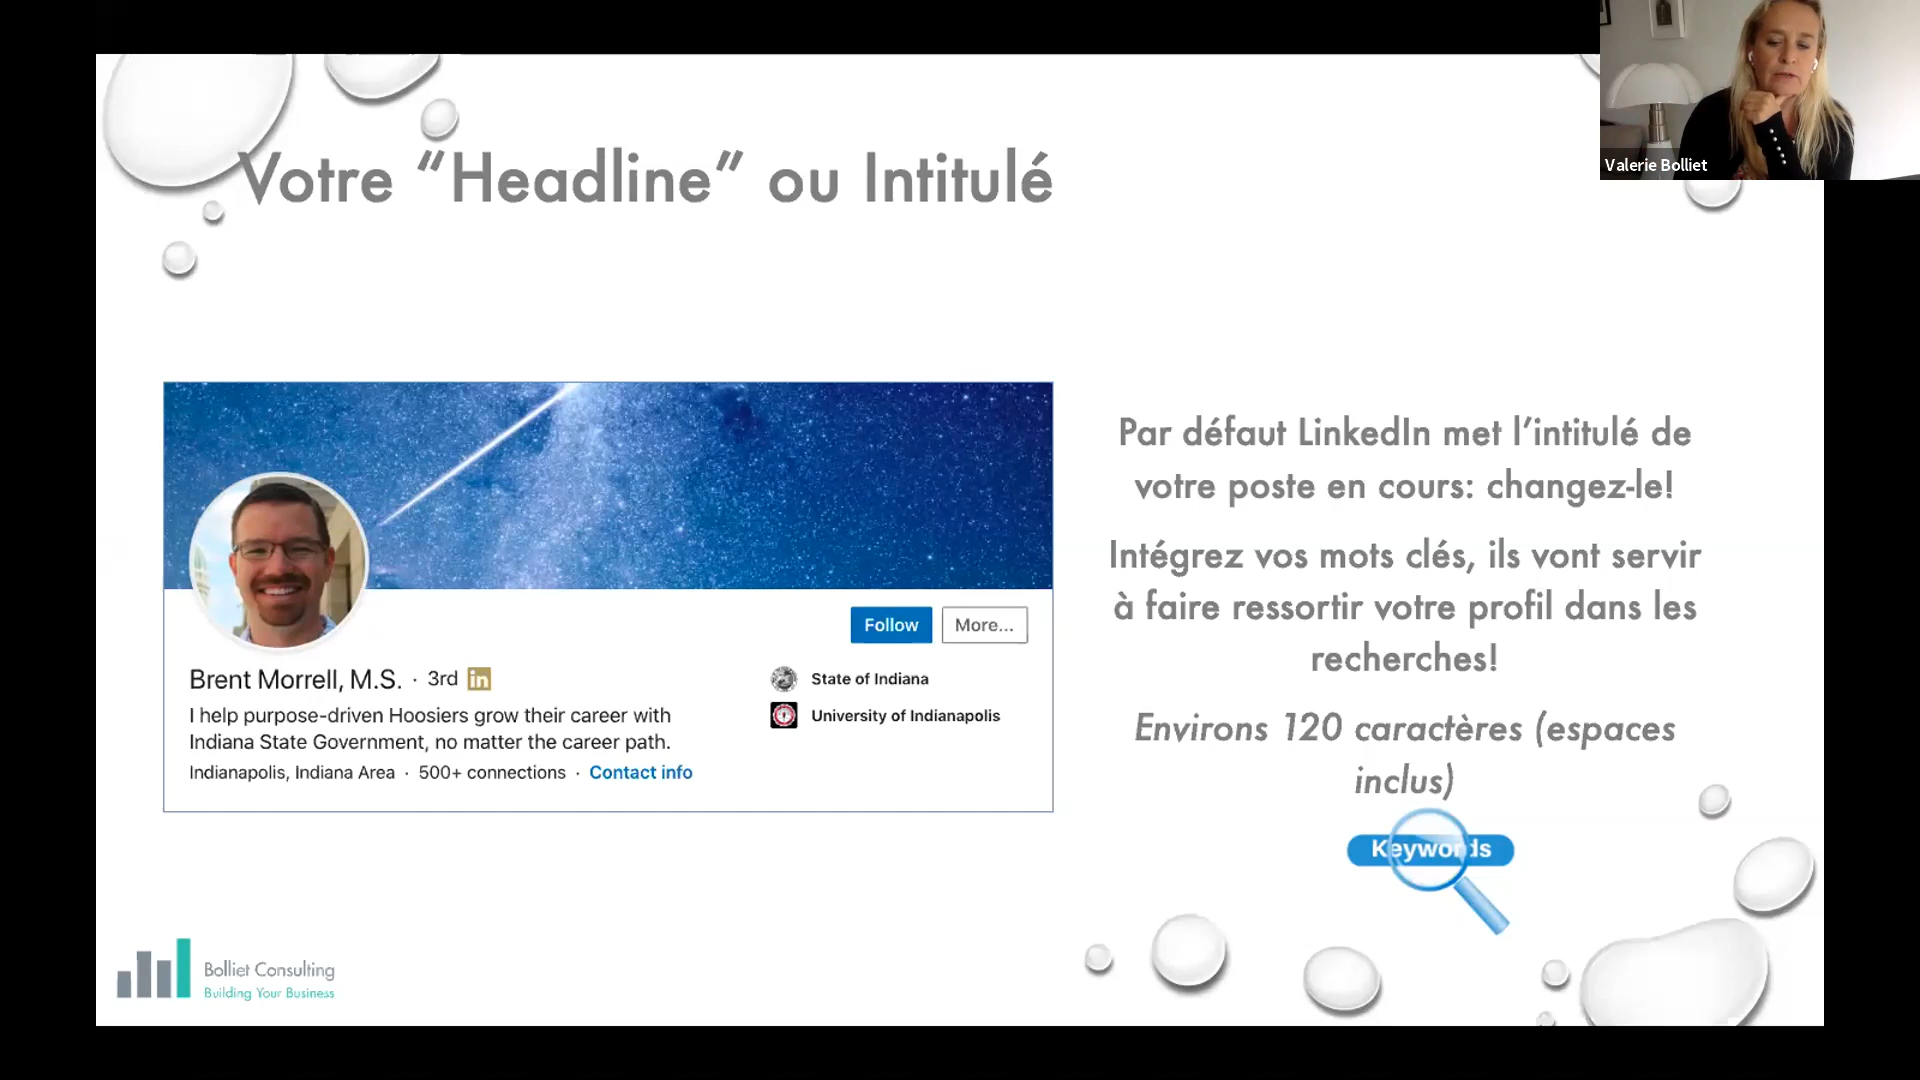 Valerie Bolliet
Votre “Headline” ou Intitulé
Follow
More...
Brent Morrell, M.S. · 3rd in
I help purpose-driven Hoosiers grow their career with
Indiana State Government, no matter the career path.
Indianapolis, Indiana Area · 500+ connections · Contact info
State of Indiana
University of Indianapolis
Par défaut LinkedIn met l’intitulé de
votre poste en cours: changez-le!
Intégrez vos mots clés, ils vont servir
à faire ressortir votre profil dans les
recherches!
Environs 120 caractères (espaces
inclus)
Keywords
Bolliet Consulting
Building Your Business